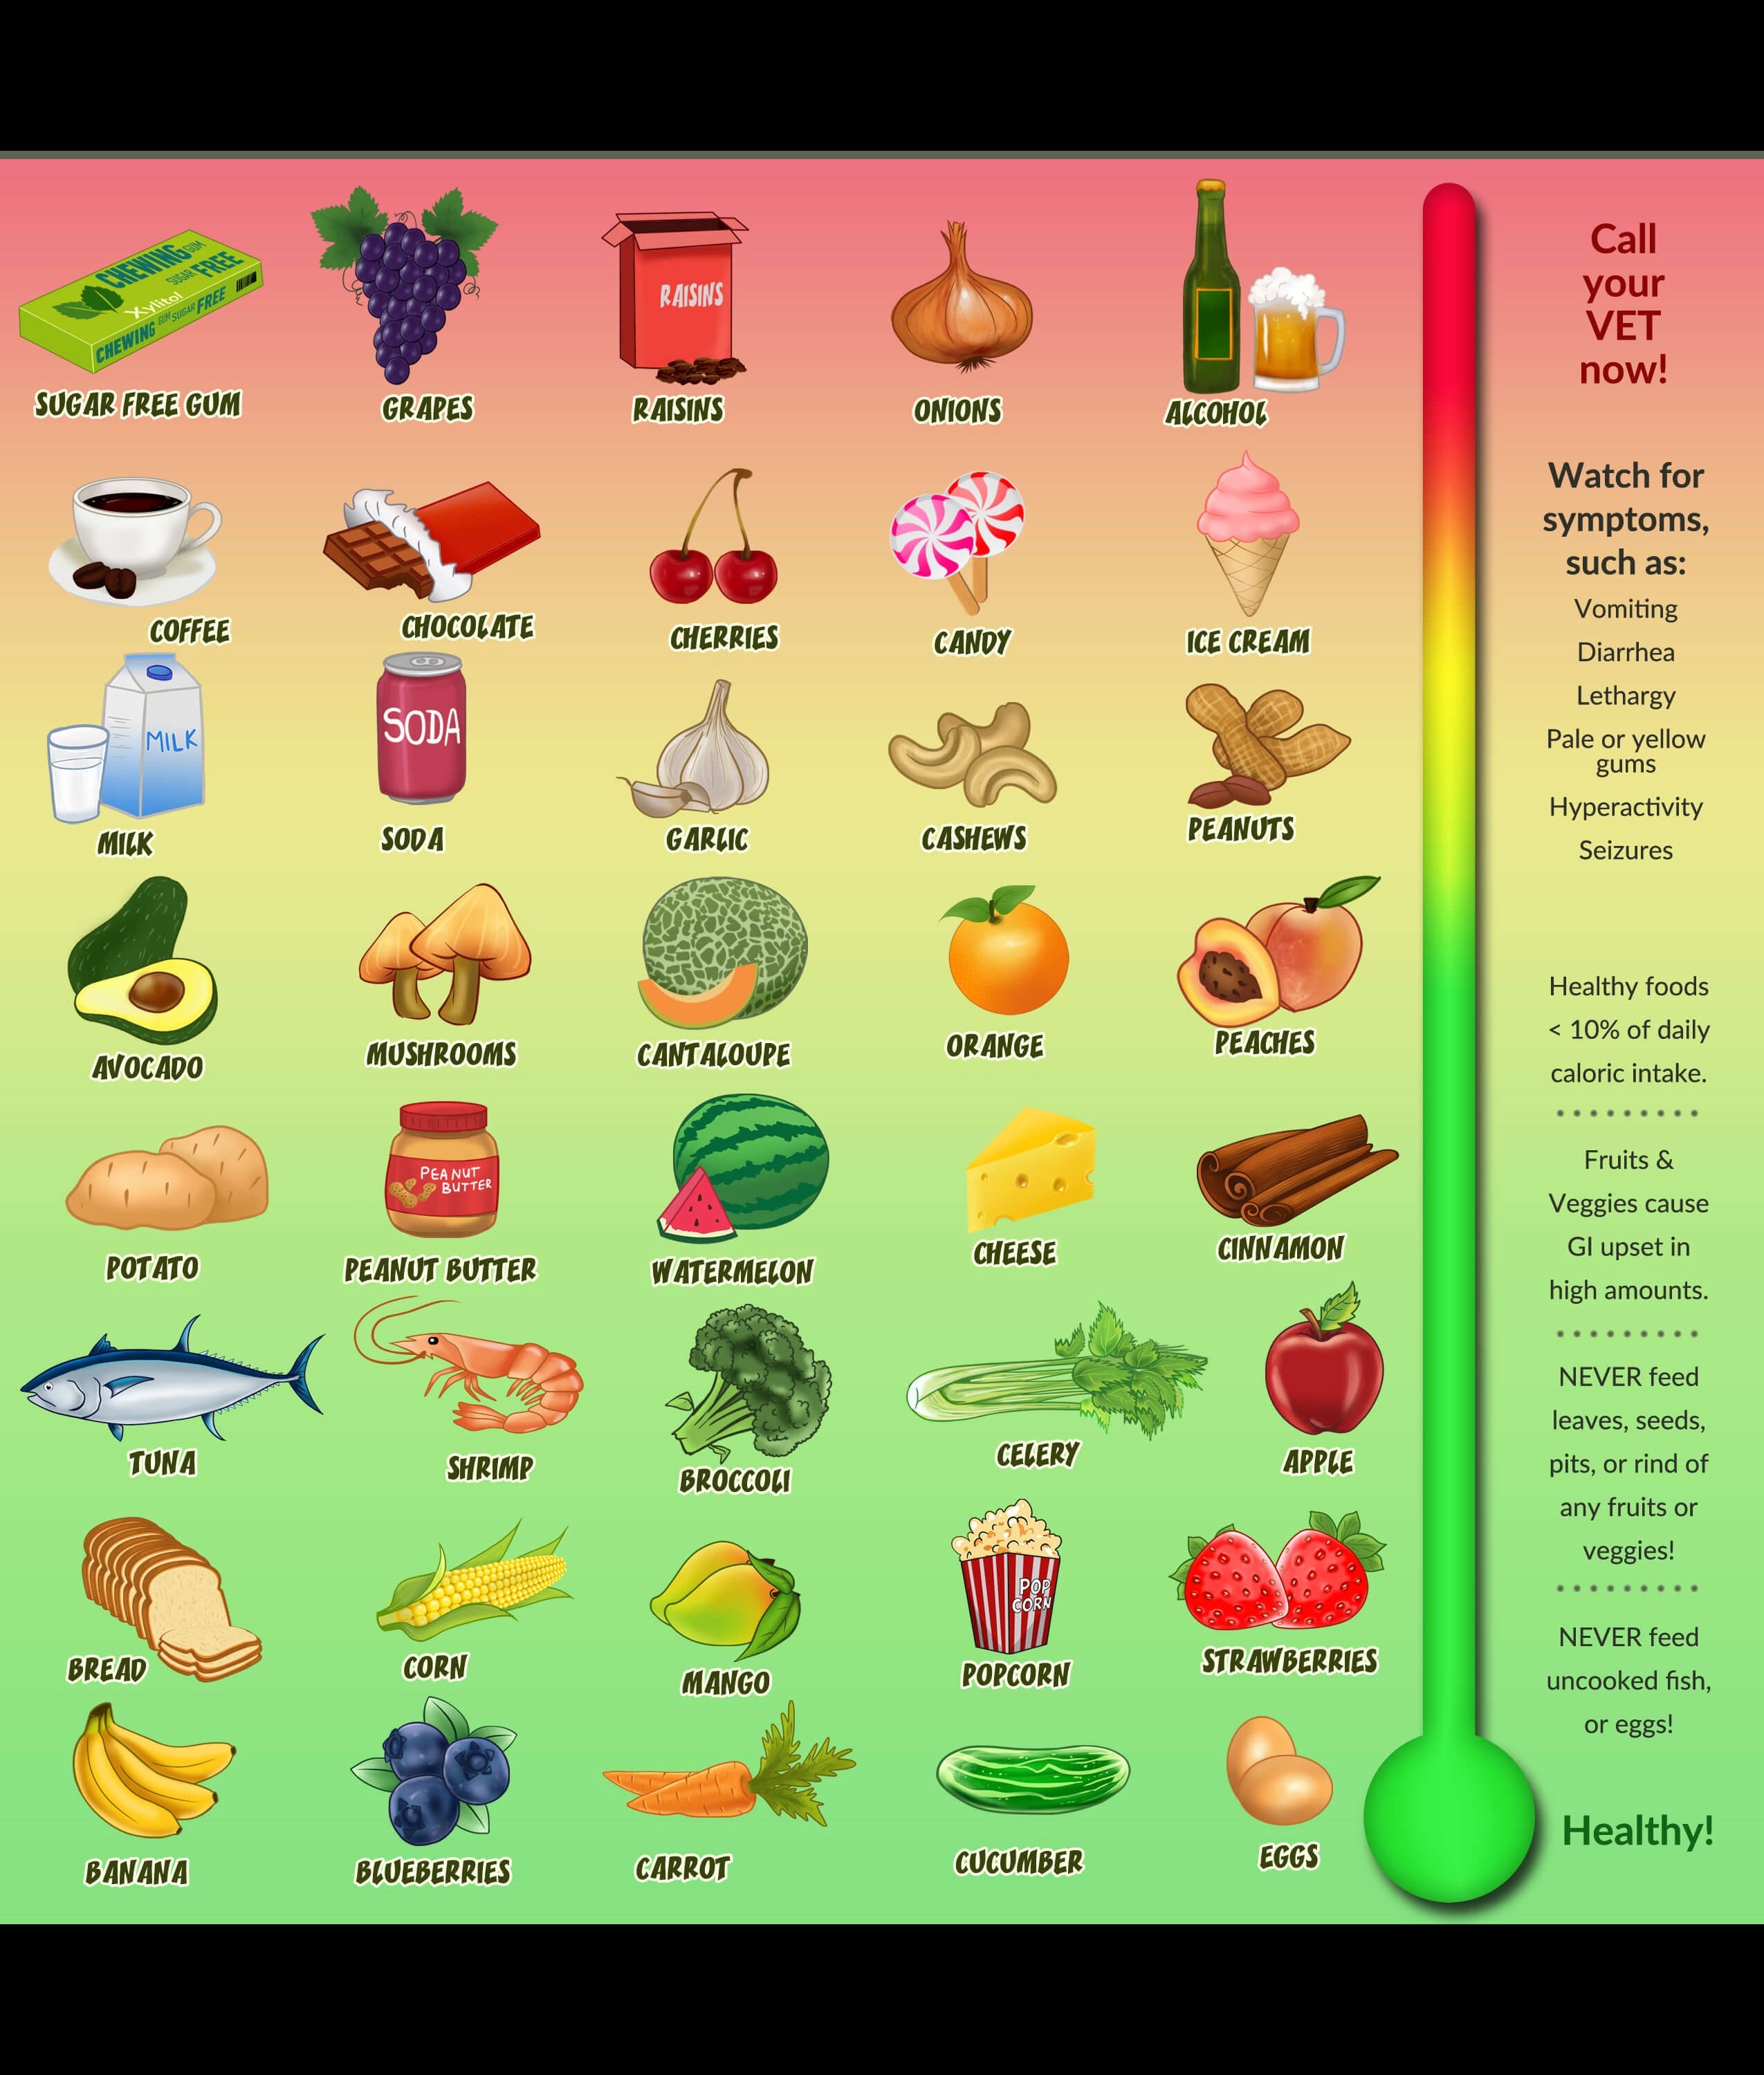 CHEWING GUM
SUGAR FREE
Xylitol
CHEWING GUM SUGAR FREE
SUGAR FREE GUM
GRAPES
RAISINS
RAISINS
ONIONS
ALCOHOL
Call
your
VET
now!
COFFEE
CHOCOLATE
CHERRIES
CANDY
ICE CREAM
Watch for
symptoms,
such as:
Vomiting
Diarrhea
Lethargy
Pale or yellow
gums
Hyperactivity
Seizures
MILK
MILK
SODA
SODA
GARLIC
CASHEWS
PEANUTS
AVOCADO
MUSHROOMS
CANTALOUPE
ORANGE
PEACHES
Healthy foods
< 10% of daily
caloric intake.
POTATO
PEANUT
BUTTER
PEANUT BUTTER
WATERMELON
CHEESE
CINNAMON
Fruits &
Veggies cause
GI upset in
high amounts.
TUNA
SHRIMP
BROCCOLI
CELERY
APPLE
NEVER feed
leaves, seeds,
pits, or rind of
any fruits or
veggies!
BREAD
CORN
MANGO
POP
CORN
POPCORN
STRAWBERRIES
NEVER feed
uncooked fish,
or eggs!
BANANA
BLUEBERRIES
CARROT
CUCUMBER
EGGS
Healthy!